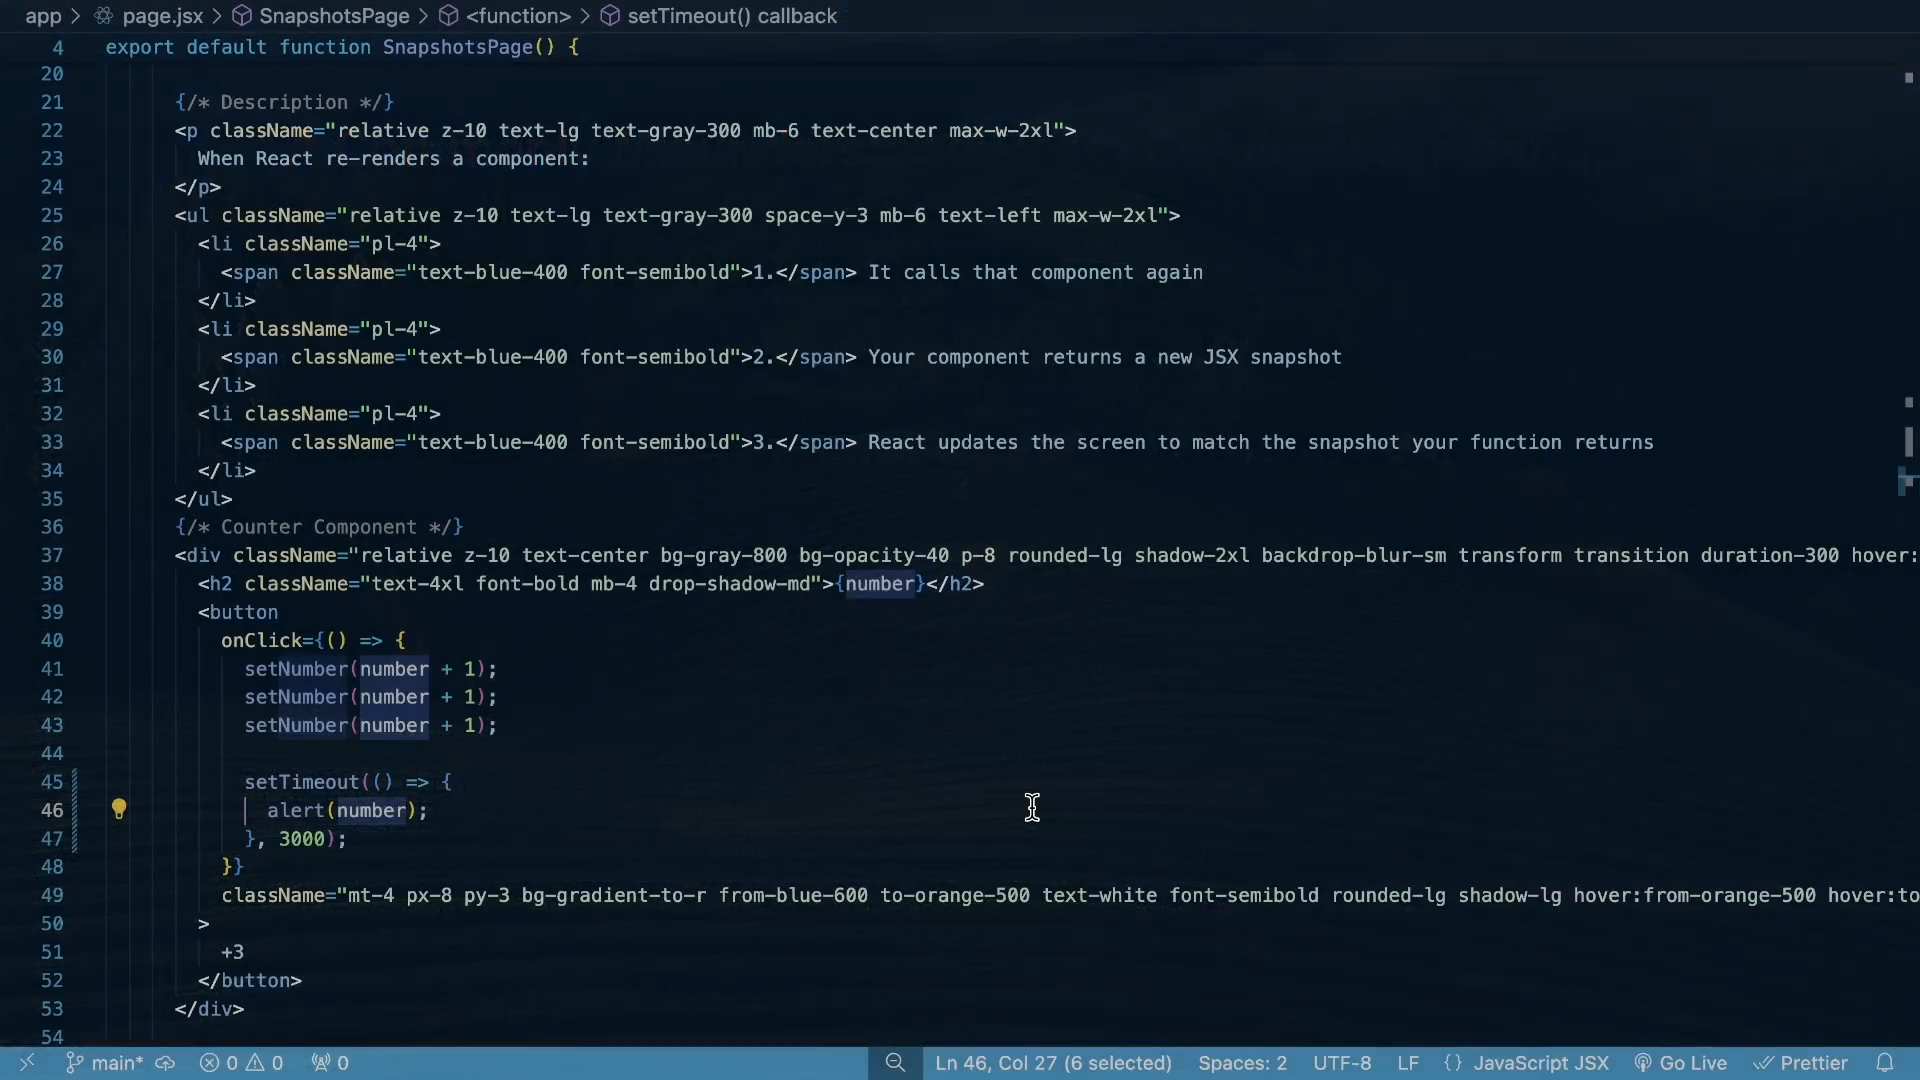 app > page.jsx > SnapshotsPage > <function> > setTimeout() callback
4 export default function SnapshotsPage() {
20
21 {/* Description */}
22 <p className="relative z-10 text-lg text-gray-300 mb-6 text-center max-w-2xl">
23 When React re-renders a component:
24 </p>
25 <ul className="relative z-10 text-lg text-gray-300 space-y-3 mb-6 text-left max-w-2xl">
26 <li className="pl-4">
27 <span className="text-blue-400 font-semibold">1.</span> It calls that component again
28 </li>
29 <li className="pl-4">
30 <span className="text-blue-400 font-semibold">2.</span> Your component returns a new JSX snapshot
31 </li>
32 <li className="pl-4">
33 <span className="text-blue-400 font-semibold">3.</span> React updates the screen to match the snapshot your function returns
34 </li>
35 </ul>
36 {/* Counter Component */}
37 <div className="relative z-10 text-center bg-gray-800 bg-opacity-40 p-8 rounded-lg shadow-2xl backdrop-blur-sm transform transition duration-300 hover:
38 <h2 className="text-4xl font-bold mb-4 drop-shadow-md">{number}</h2>
39 <button
40 onClick={() => {
41 setNumber(number + 1);
42 setNumber(number + 1);
43 setNumber(number + 1);
44
45 setTimeout(() => {
46 alert(number);
47 }, 3000);
48 }}
49 className="mt-4 px-8 py-3 bg-gradient-to-r from-blue-600 to-orange-500 text-white font-semibold rounded-lg shadow-lg hover:from-orange-500 hover:to
50 >
51 +3
52 </button>
53 </div>
54
main* 0 0 0 Ln 46, Col 27 (6 selected) Spaces: 2 UTF-8 LF {} JavaScript JSX Go Live Prettier